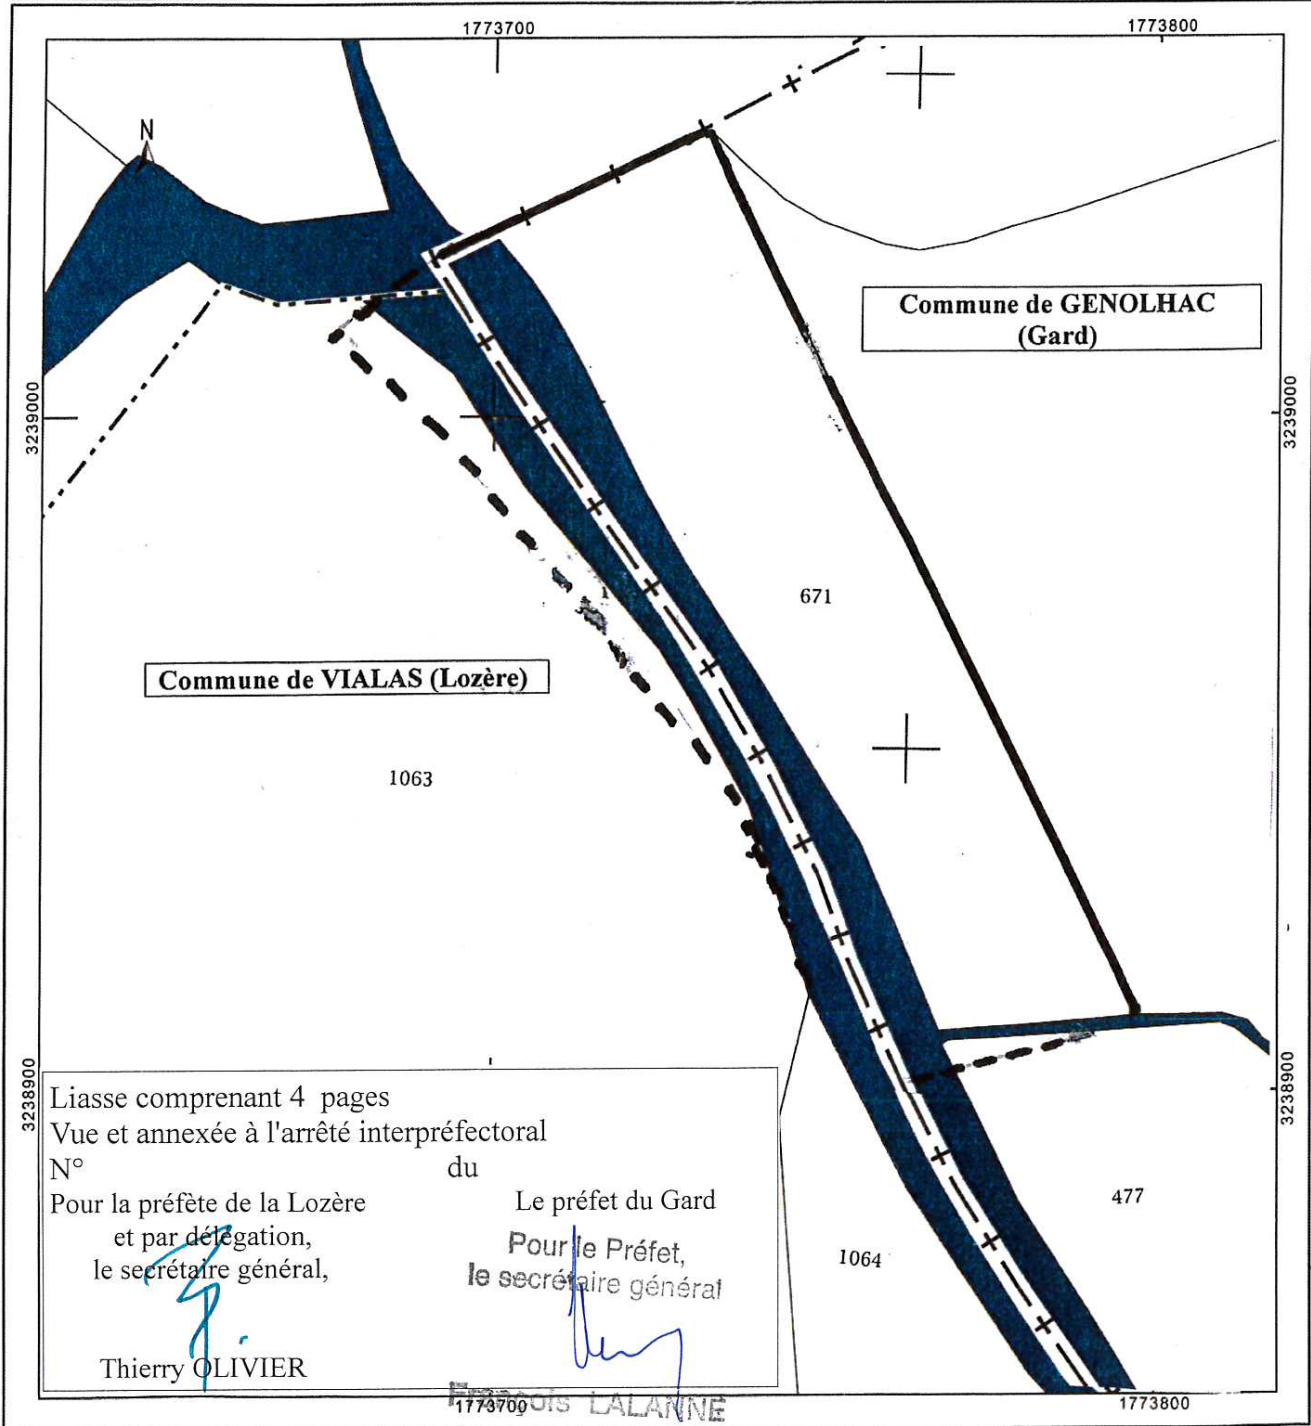 1773700
1773800
N
Commune de GENOLHAC
(Gard)
3239000
3239000
671
Commune de VIALAS (Lozère)
1063
3238900
3238900
Liasse comprenant 4 pages
Vue et annexée à l'arrêté interpréfectoral
N° du
Pour la préfète de la Lozère
et par délégation,
le secrétaire général,
Thierry OLIVIER
Le préfet du Gard
Pour le Préfet,
le secrétaire général
François LALANNE
477
1064
1773700
1773800